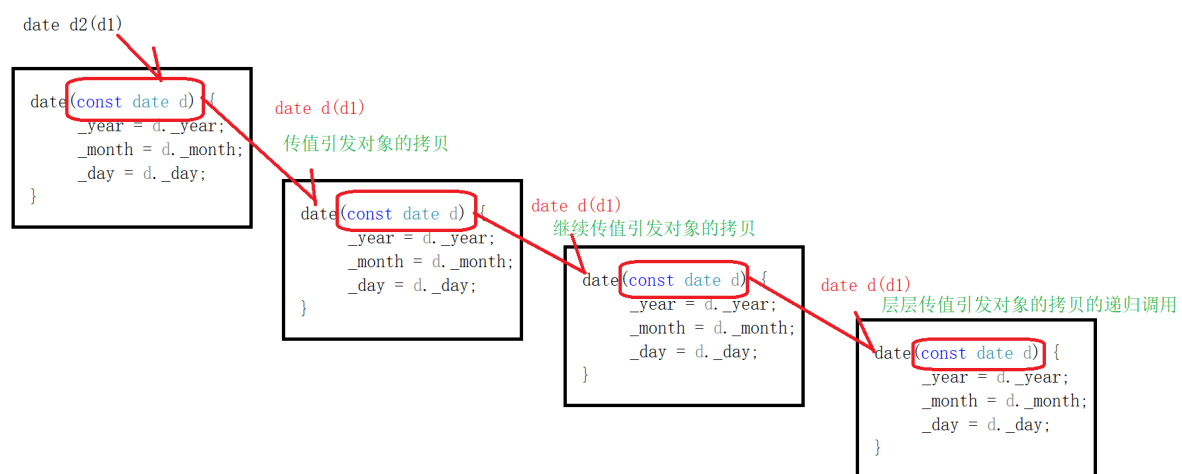 date d2(d1)
date(const date d) {
_year = d._year;
_month = d._month;
_day = d._day;
}
date d(d1)
传值引发对象的拷贝
date(const date d) {
_year = d._year;
_month = d._month;
_day = d._day;
}
date d(d1)
继续传值引发对象的拷贝
date(const date d) {
_year = d._year;
_month = d._month;
_day = d._day;
}
date d(d1)
层层传值引发对象的拷贝的递归调用
date(const date d) {
_year = d._year;
_month = d._month;
_day = d._day;
}